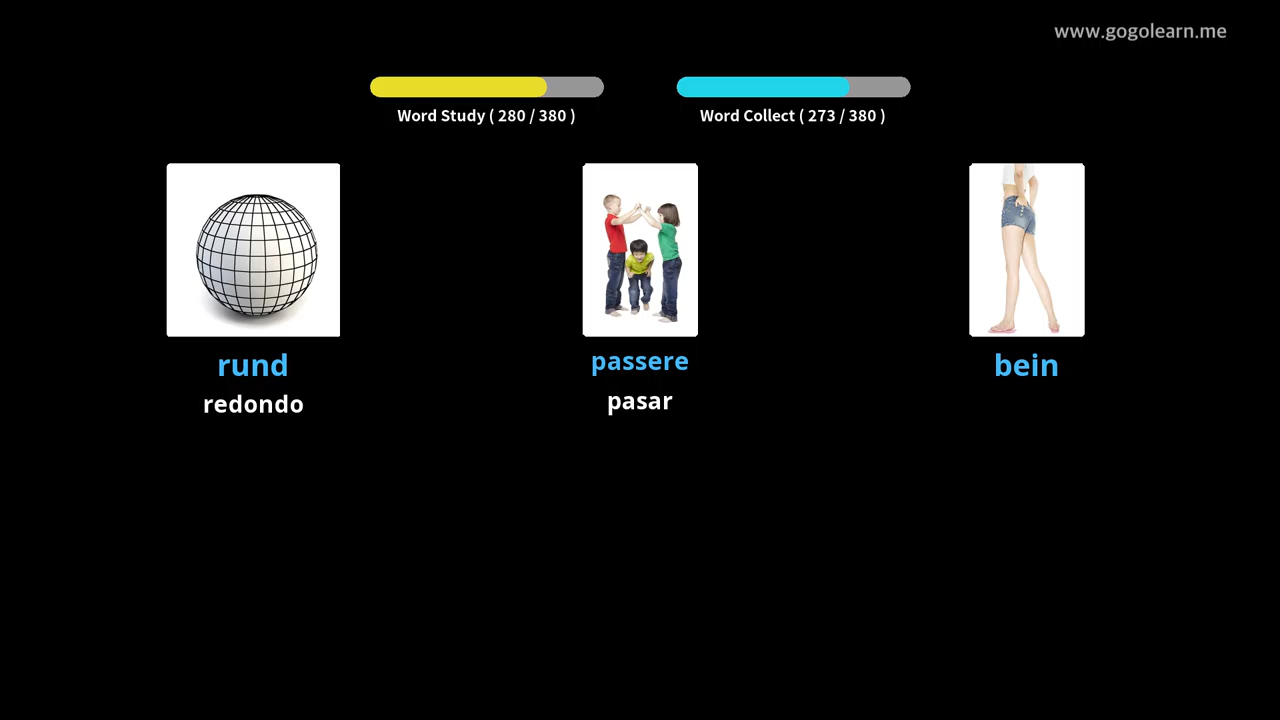 www.gogolearn.me
Word Study ( 280 / 380 )
Word Collect ( 273 / 380 )
rund
redondo
passere
pasar
bein